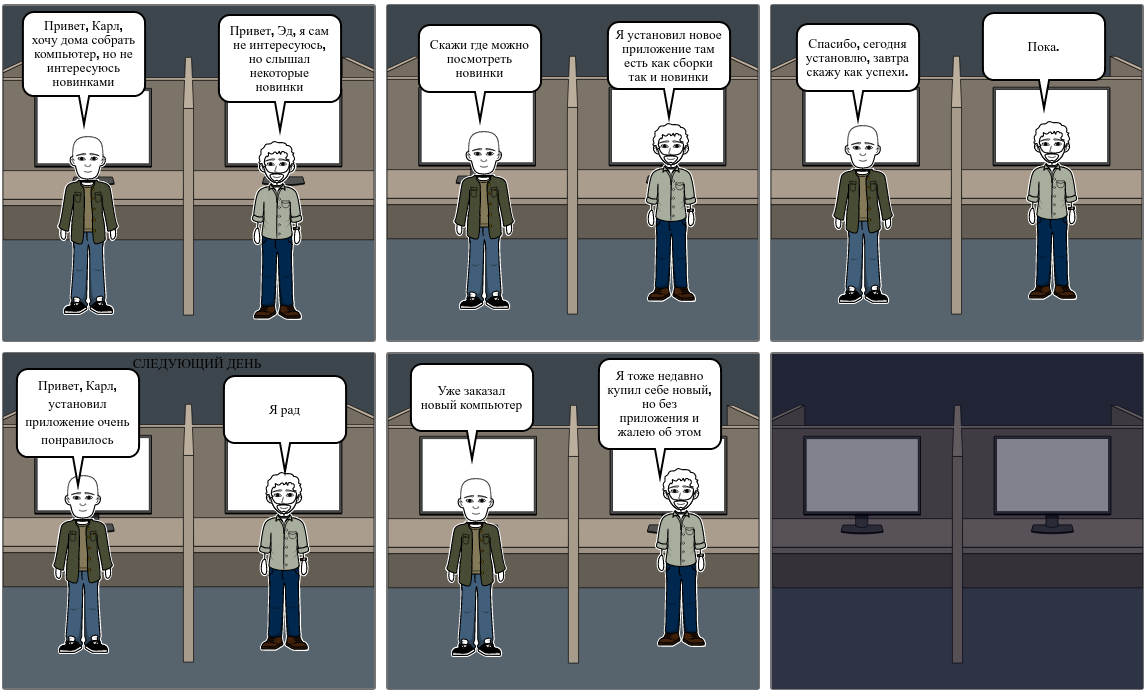 Привет, Карл,
хочу дома собрать
компьютер, но не
интересуюсь
новинками
Привет, Эд, я сам
не интересуюсь,
но слышал
некоторые
новинки
Скажи где можно
посмотреть
новинки
Я установил новое
приложение там
есть как сборки
так и новинки
Спасибо, сегодня
установлю, завтра
скажу как успехи.
Пока.
СЛЕДУЮЩИЙ ДЕНЬ
Привет, Карл,
установил
приложение очень
понравилось
Я рад
Уже заказал
новый компьютер
Я тоже недавно
купил себе новый,
но без
приложения и
жалею об этом